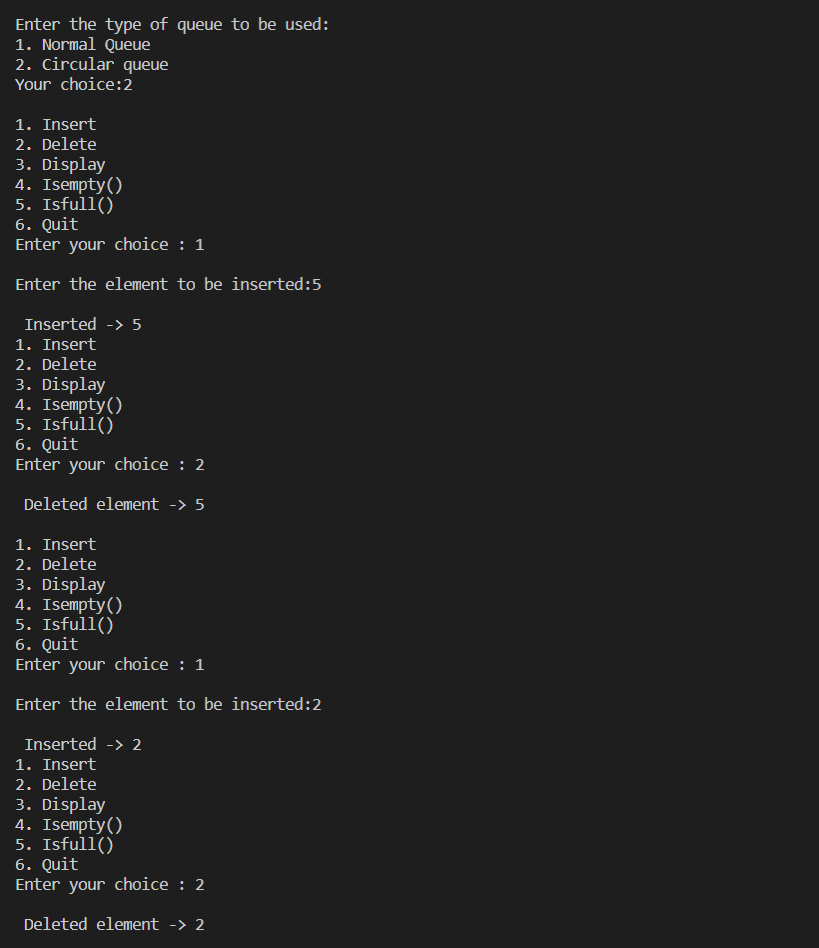 Enter the type of queue to be used:
1. Normal Queue
2. Circular queue
Your choice:2
1. Insert
2. Delete
3. Display
4. Isempty()
5. Isfull()
6. Quit
Enter your choice : 1
Enter the element to be inserted:5
Inserted -> 5
1. Insert
2. Delete
3. Display
4. Isempty()
5. Isfull()
6. Quit
Enter your choice : 2
Deleted element -> 5
1. Insert
2. Delete
3. Display
4. Isempty()
5. Isfull()
6. Quit
Enter your choice : 1
Enter the element to be inserted:2
Inserted -> 2
1. Insert
2. Delete
3. Display
4. Isempty()
5. Isfull()
6. Quit
Enter your choice : 2
Deleted element -> 2